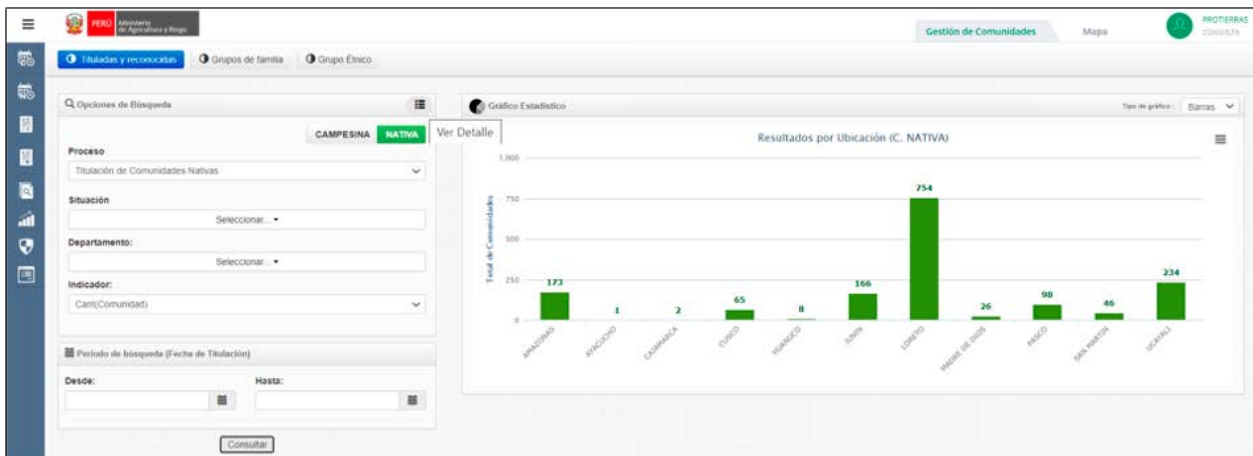 PERÚ Ministerio de Agricultura y Riego
Gestión de Comunidades
Mapa
PROTIERRAS
CONSULTA
Tituladas y reconocidas
Grupos de familia
Grupo Étnico
Opciones de Búsqueda
CAMPESINA NATIVA
Ver Detalle
Proceso
Titulación de Comunidades Nativas
Situación
Seleccionar...
Departamento:
Seleccionar...
Indicador:
Cant(Comunidad)
Periodo de búsqueda (Fecha de Titulación)
Desde: Hasta:
Consultar
Gráfico Estadístico
Tipo de gráfico : Barras
Resultados por Ubicación (C. NATIVA)
Total de Comunidades
1,000
750
500
250
0
173
1
2
65
8
166
754
26
98
46
234
AMAZONAS
AYACUCHO
CAJAMARCA
CUSCO
HUANUCO
JUNIN
LORETO
MADRE DE DIOS
PASCO
SAN MARTIN
UCAYALI